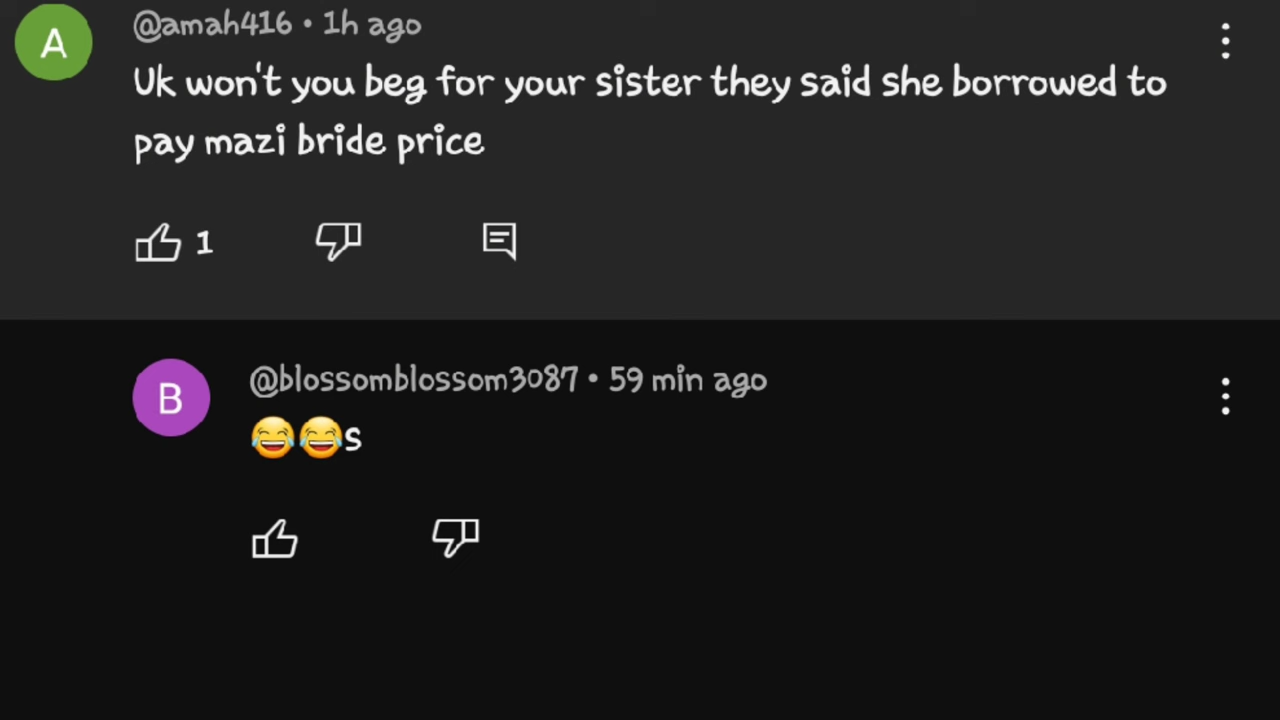 A
@amah416 • 1h ago
Uk won't you beg for your sister they said she borrowed to
pay mazi bride price
1
B
@blossomblossom3087 • 59 min ago
😂😂s